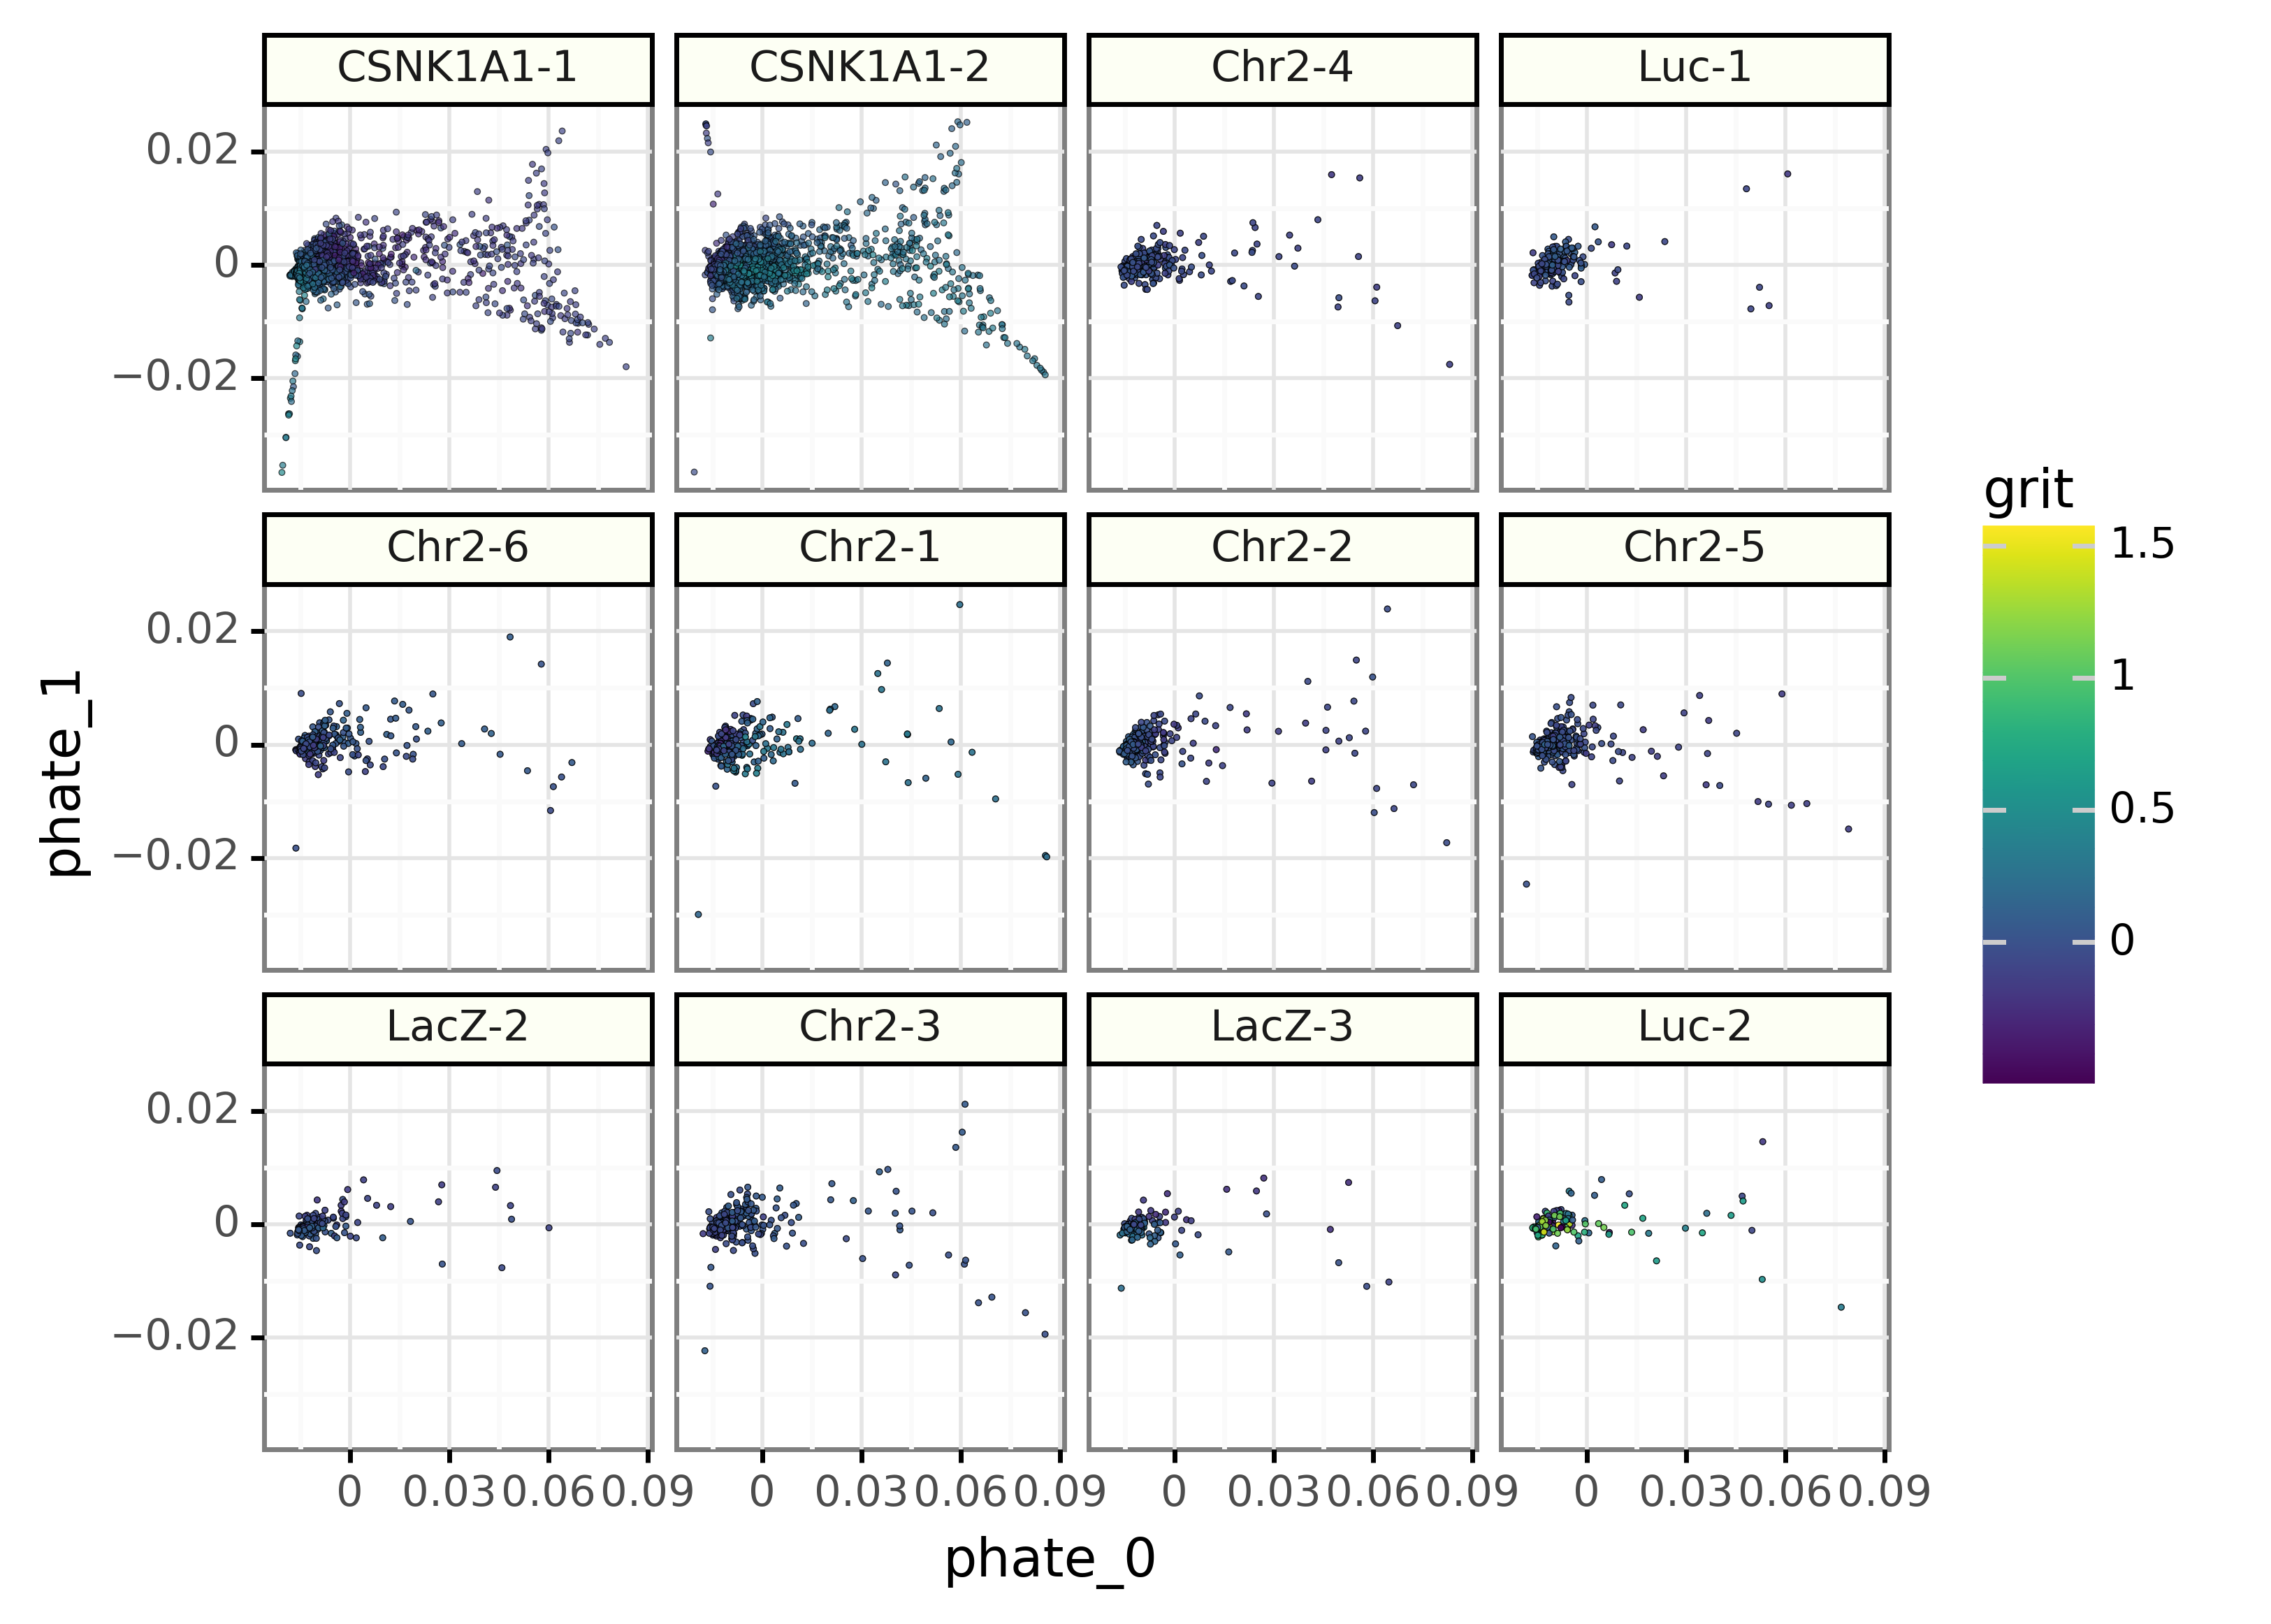 CSNK1A1-1 CSNK1A1-2 Chr2-4 Luc-1
0.02
0
−0.02
Chr2-6 Chr2-1 Chr2-2 Chr2-5
0.02
0
−0.02
LacZ-2 Chr2-3 LacZ-3 Luc-2
0.02
0
−0.02
0 0.03 0.06 0.09 0 0.03 0.06 0.09 0 0.03 0.06 0.09 0 0.03 0.06 0.09
phate_0
phate_1
grit
1.5
1
0.5
0